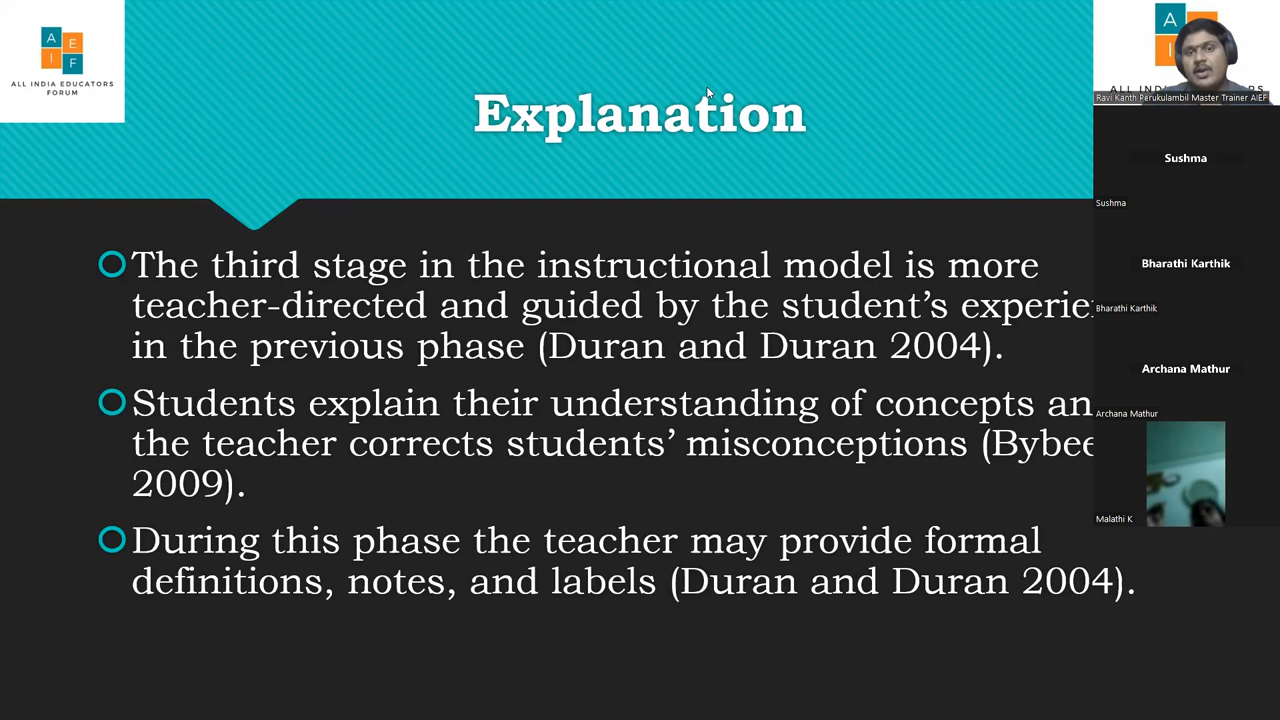 A
E
I
F
ALL INDIA EDUCATORS
FORUM
Explanation
The third stage in the instructional model is more
teacher-directed and guided by the student’s experie
in the previous phase (Duran and Duran 2004).
Students explain their understanding of concepts an
the teacher corrects students’ misconceptions (Bybee
2009).
During this phase the teacher may provide formal
definitions, notes, and labels (Duran and Duran 2004).
A
I
Ravi Kanth Perukulambil Master Trainer AIEF
Sushma
Sushma
Bharathi Karthik
Bharathi Karthik
Archana Mathur
Archana Mathur
Malathi K